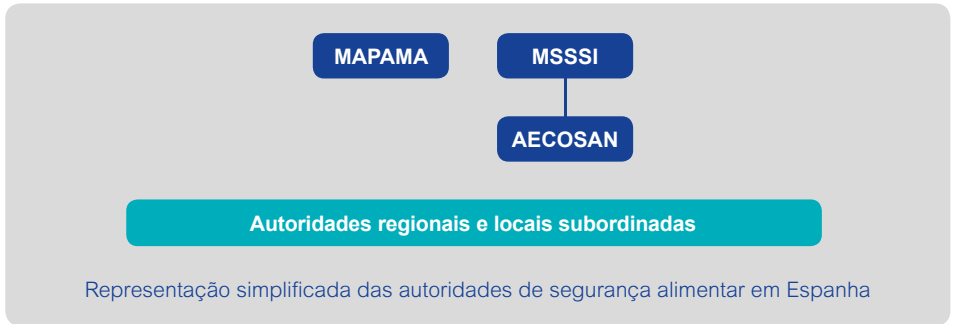 MAPAMA MSSSI
AECOSAN
Autoridades regionais e locais subordinadas
Representação simplificada das autoridades de segurança alimentar em Espanha